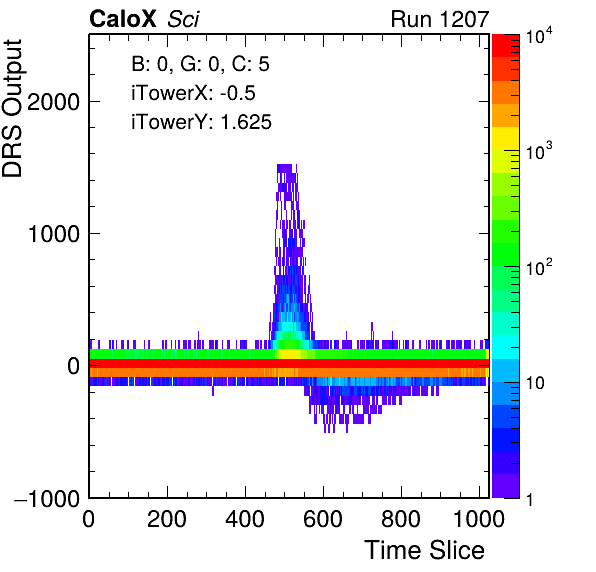 CaloX Sci
Run 1207
DRS Output
B: 0, G: 0, C: 5
iTowerX: -0.5
iTowerY: 1.625
2000
1000
0
−1000
0 200 400 600 800 1000
Time Slice
10^4
10^3
10^2
10
1